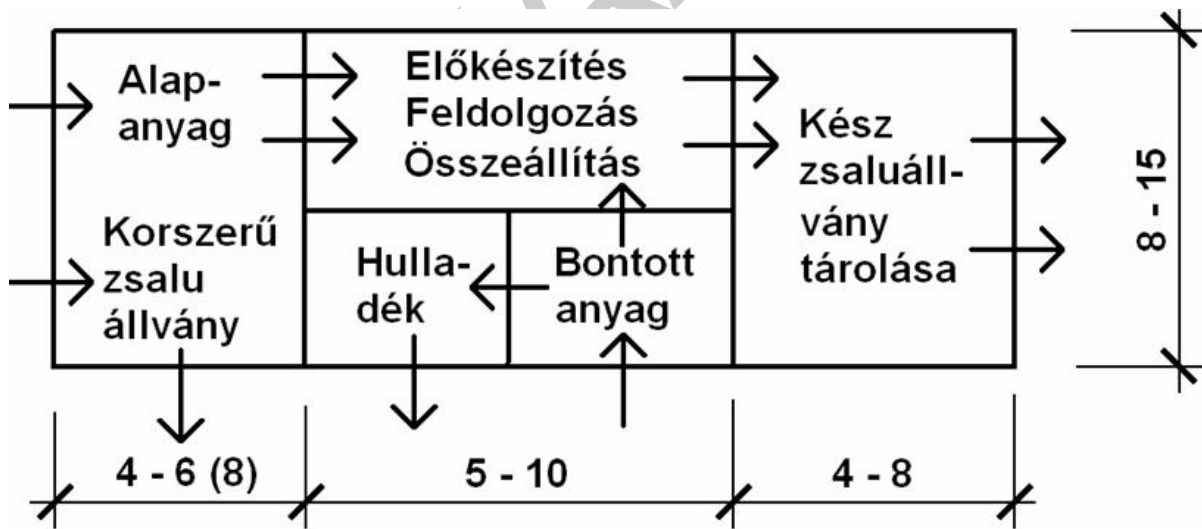 Alap-
anyag
Korszerű
zsalu
állvány
Előkészítés
Feldolgozás
Összeállítás
Hulla-
dék
Bontott
anyag
Kész
zsaluáll-
vány
tárolása
8 - 15
4 - 6 (8)
5 - 10
4 - 8